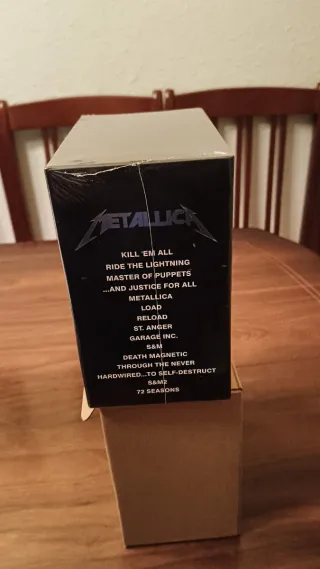 METALLICA
KILL 'EM ALL
RIDE THE LIGHTNING
MASTER OF PUPPETS
...AND JUSTICE FOR ALL
METALLICA
LOAD
RELOAD
ST. ANGER
GARAGE INC.
S&M
DEATH MAGNETIC
THROUGH THE NEVER
HARDWIRED...TO SELF-DESTRUCT
S&M2
72 SEASONS